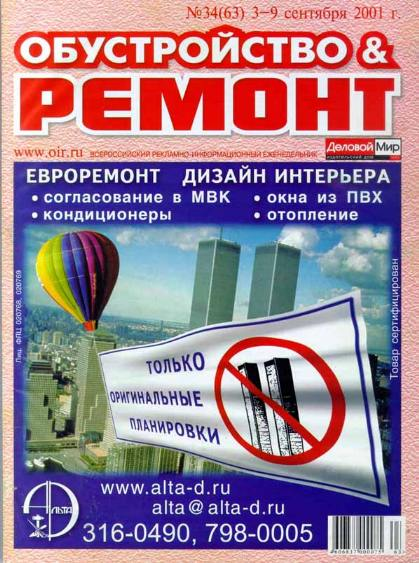 №34(63) 3-9 сентября 2001 г.
ОБУСТРОЙСТВО &
РЕМОНТ
www.oir.ru ВСЕРОССИЙСКИЙ РЕКЛАМНО-ИНФОРМАЦИОННЫЙ ЕЖЕНЕДЕЛЬНИК
Деловой Мир
ИЗДАТЕЛЬСКИЙ ДОМ
ЕВРОРЕМОНТ ДИЗАЙН ИНТЕРЬЕРА
• согласование в МВК • окна из ПВХ
• кондиционеры • отопление
Лиц. ФЛЦ 020768, 020769
Товар сертифицирован
ТОЛЬКО
ОРИГИНАЛЬНЫЕ
ПЛАНИРОВКИ
АЛЬТА
www.alta-d.ru
alta@alta-d.ru
316-0490, 798-0005